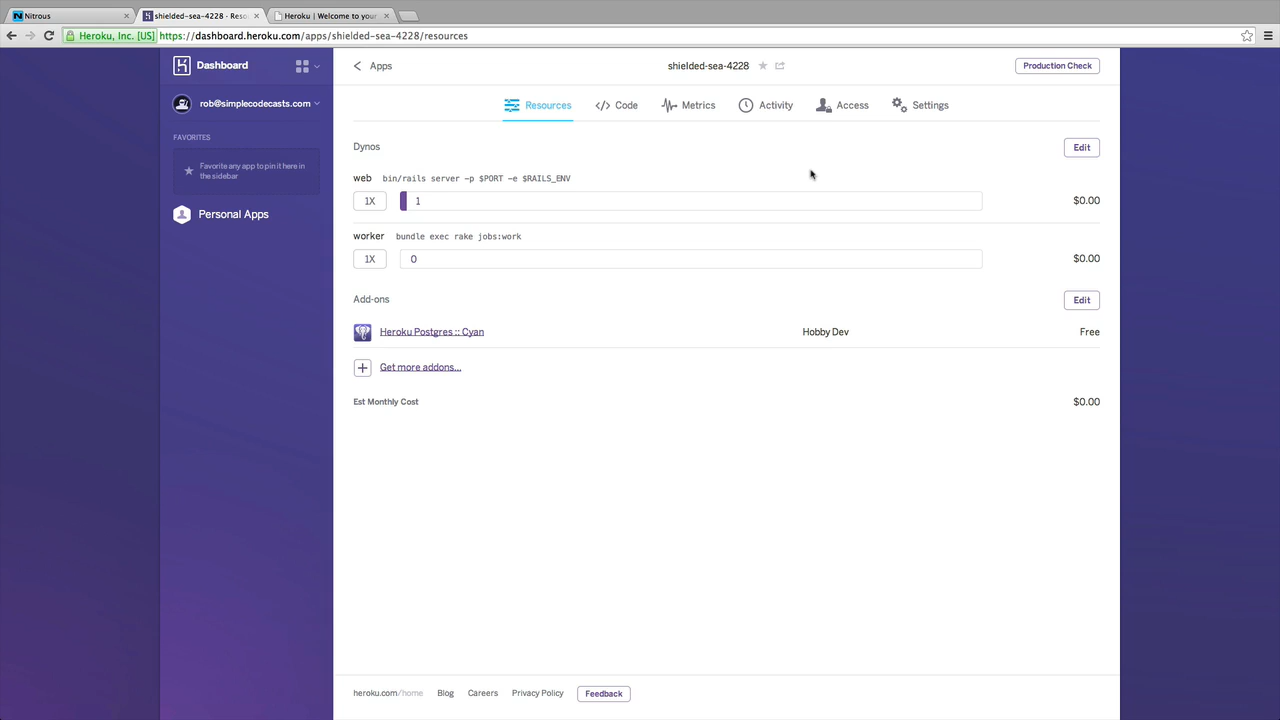 Nitrous
shielded-sea-4228 - Resou
Heroku | Welcome to your
Heroku, Inc. [US] https://dashboard.heroku.com/apps/shielded-sea-4228/resources
Dashboard
rob@simplecodecasts.com
FAVORITES
Favorite any app to pin it here in
the sidebar
Personal Apps
Apps
shielded-sea-4228
Production Check
Resources
</> Code
Metrics
Activity
Access
Settings
Dynos
Edit
web bin/rails server -p $PORT -e $RAILS_ENV
1X 1 $0.00
worker bundle exec rake jobs:work
1X 0 $0.00
Add-ons
Edit
Heroku Postgres :: Cyan Hobby Dev Free
Get more addons...
Est Monthly Cost $0.00
heroku.com/home Blog Careers Privacy Policy Feedback